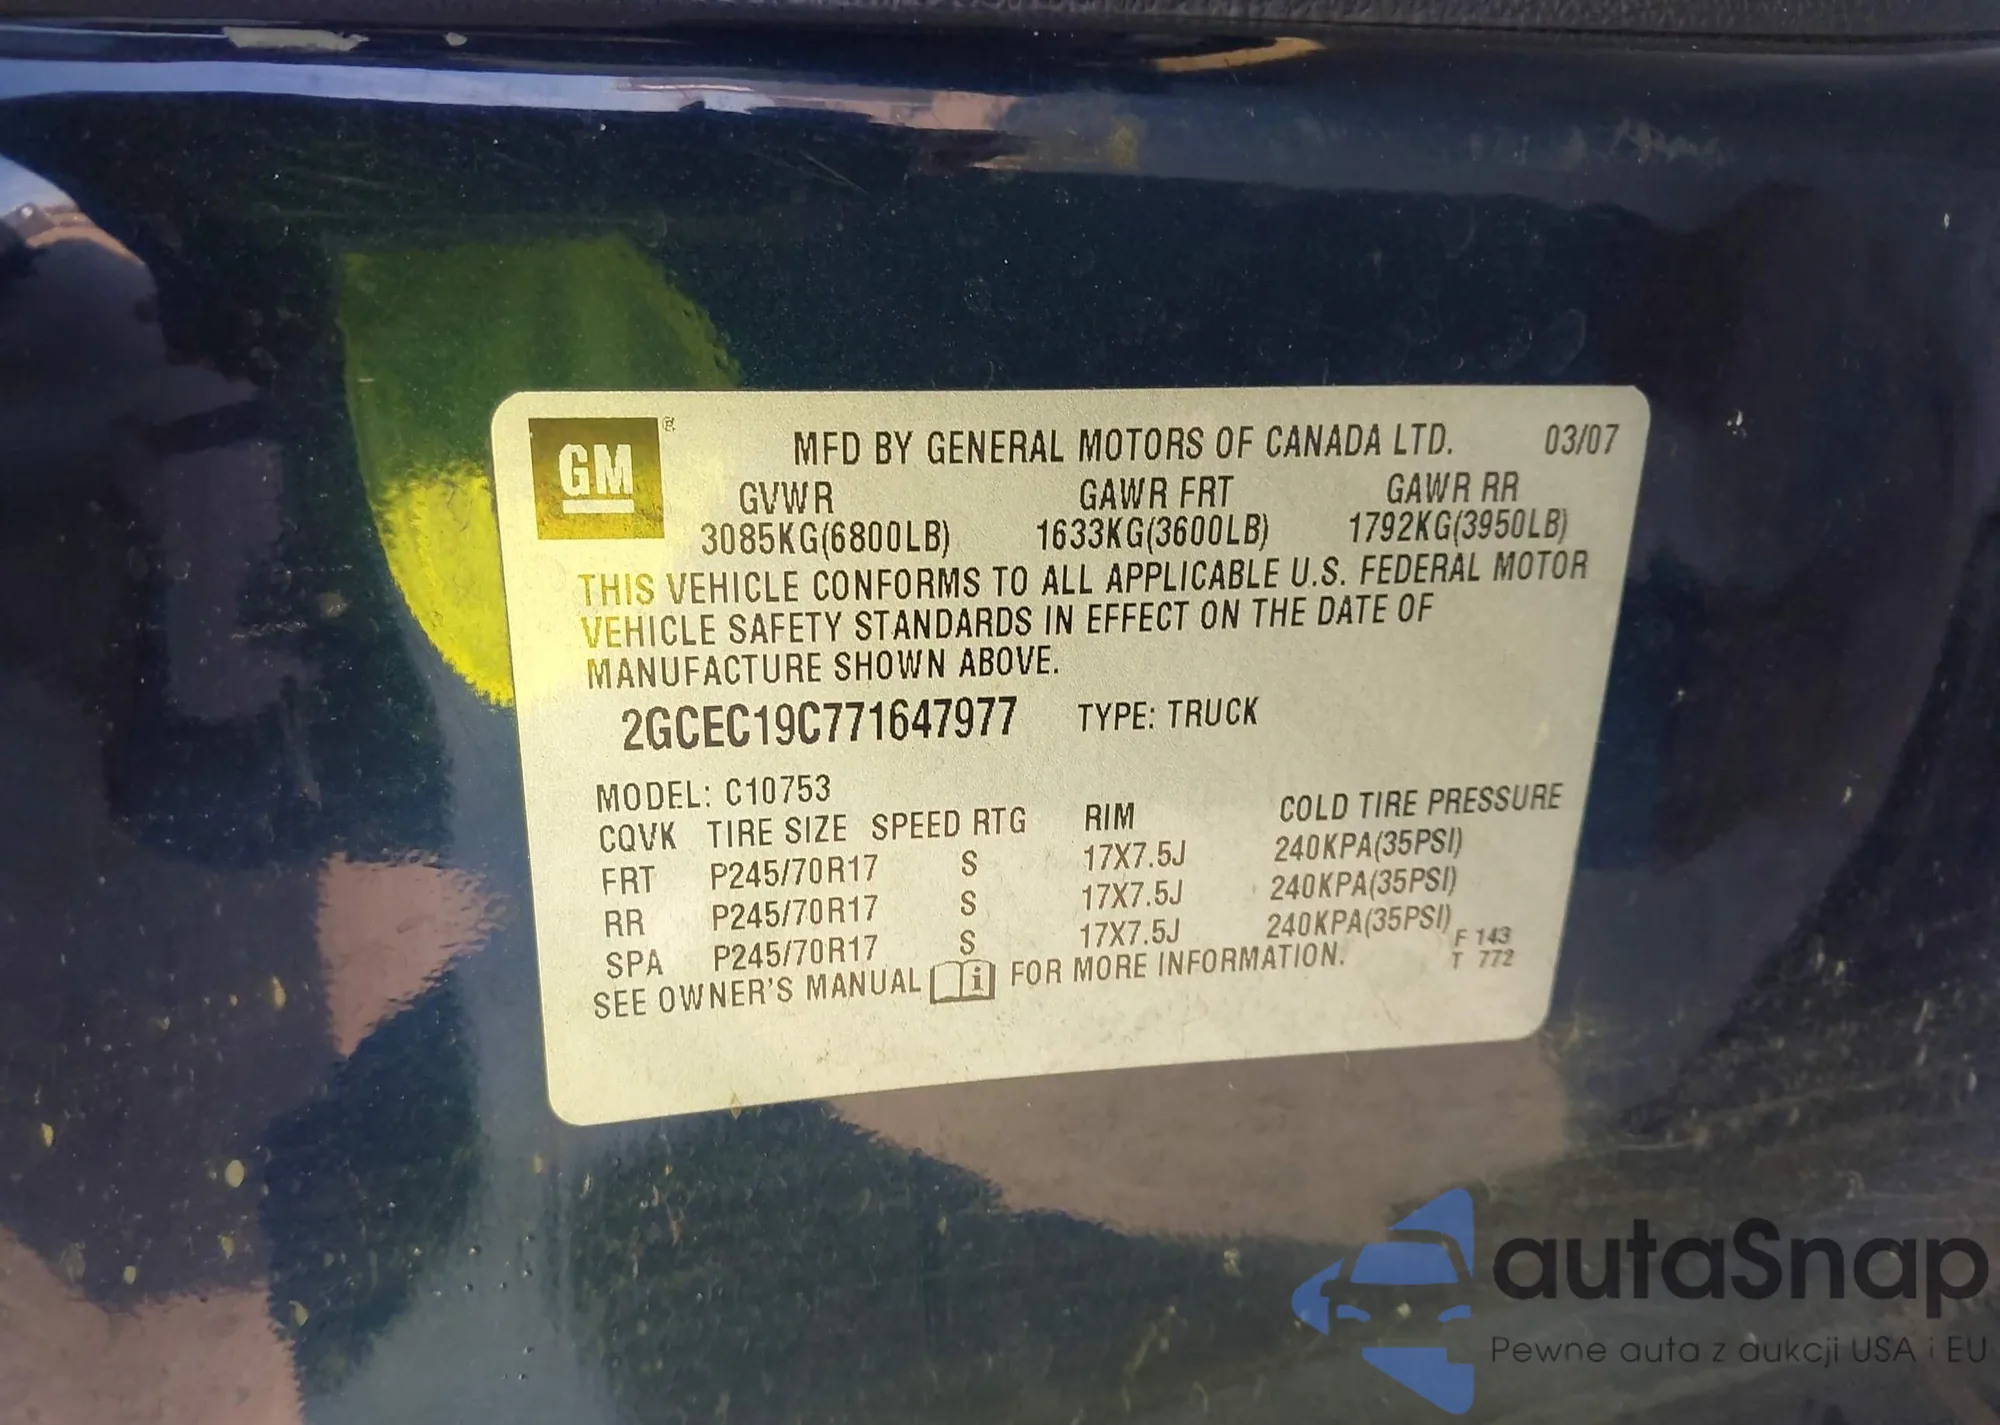 GM ®
MFD BY GENERAL MOTORS OF CANADA LTD. 03/07
GVWR GAWR FRT GAWR RR
3085KG(6800LB) 1633KG(3600LB) 1792KG(3950LB)
THIS VEHICLE CONFORMS TO ALL APPLICABLE U.S. FEDERAL MOTOR
VEHICLE SAFETY STANDARDS IN EFFECT ON THE DATE OF
MANUFACTURE SHOWN ABOVE.
2GCEC19C771647977 TYPE: TRUCK
MODEL: C10753
CQVK TIRE SIZE SPEED RTG RIM COLD TIRE PRESSURE
FRT P245/70R17 S 17X7.5J 240KPA(35PSI)
RR P245/70R17 S 17X7.5J 240KPA(35PSI)
SPA P245/70R17 S 17X7.5J 240KPA(35PSI)
F 143
T 772
SEE OWNER'S MANUAL i FOR MORE INFORMATION.
autaSnap
Pewne auta z aukcji USA i EU